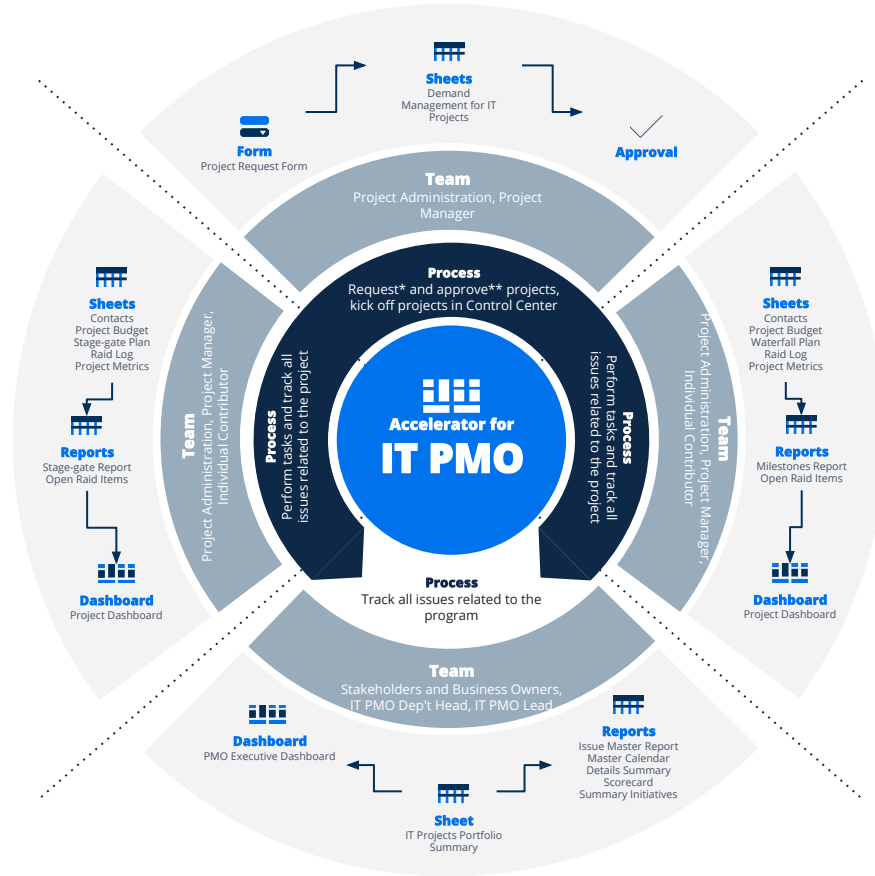 Sheets
Demand
Management for IT
Projects
Form
Project Request Form
Approval
Team
Project Administration, Project
Manager
Process
Request* and approve** projects,
kick off projects in Control Center
Sheets
Contacts
Project Budget
Stage-gate Plan
Raid Log
Project Metrics
Reports
Stage-gate Report
Open Raid Items
Dashboard
Project Dashboard
Team
Project Administration, Project Manager,
Individual Contributor
Process
Perform tasks and track all
issues related to the project
Accelerator for
IT PMO
Process
Perform tasks and track all
issues related to the project
Team
Project Administration, Project Manager,
Individual Contributor
Sheets
Contacts
Project Budget
Waterfall Plan
Raid Log
Project Metrics
Reports
Milestones Report
Open Raid Items
Dashboard
Project Dashboard
Process
Track all issues related to the
program
Team
Stakeholders and Business Owners,
IT PMO Dep't Head, IT PMO Lead
Dashboard
PMO Executive Dashboard
Sheet
IT Projects Portfolio
Summary
Reports
Issue Master Report
Master Calendar
Details Summary
Scorecard
Summary Initiatives